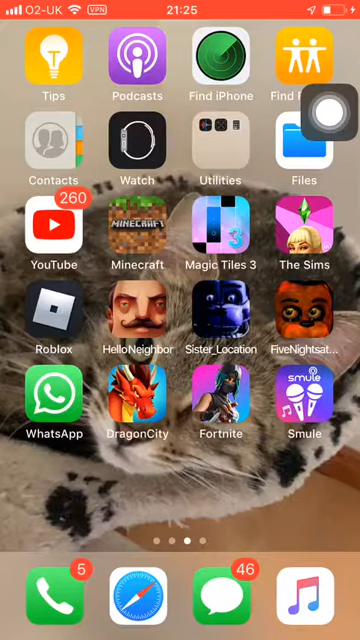 O2-UK VPN 21:25
Tips Podcasts Find iPhone Find
Contacts Watch Utilities Files
260
MINECRAFT
3
YouTube Minecraft Magic Tiles 3 The Sims
Roblox HelloNeighbor Sister_Location FiveNightsat...
SMULE
WhatsApp DragonCity Fortnite Smule
5 46